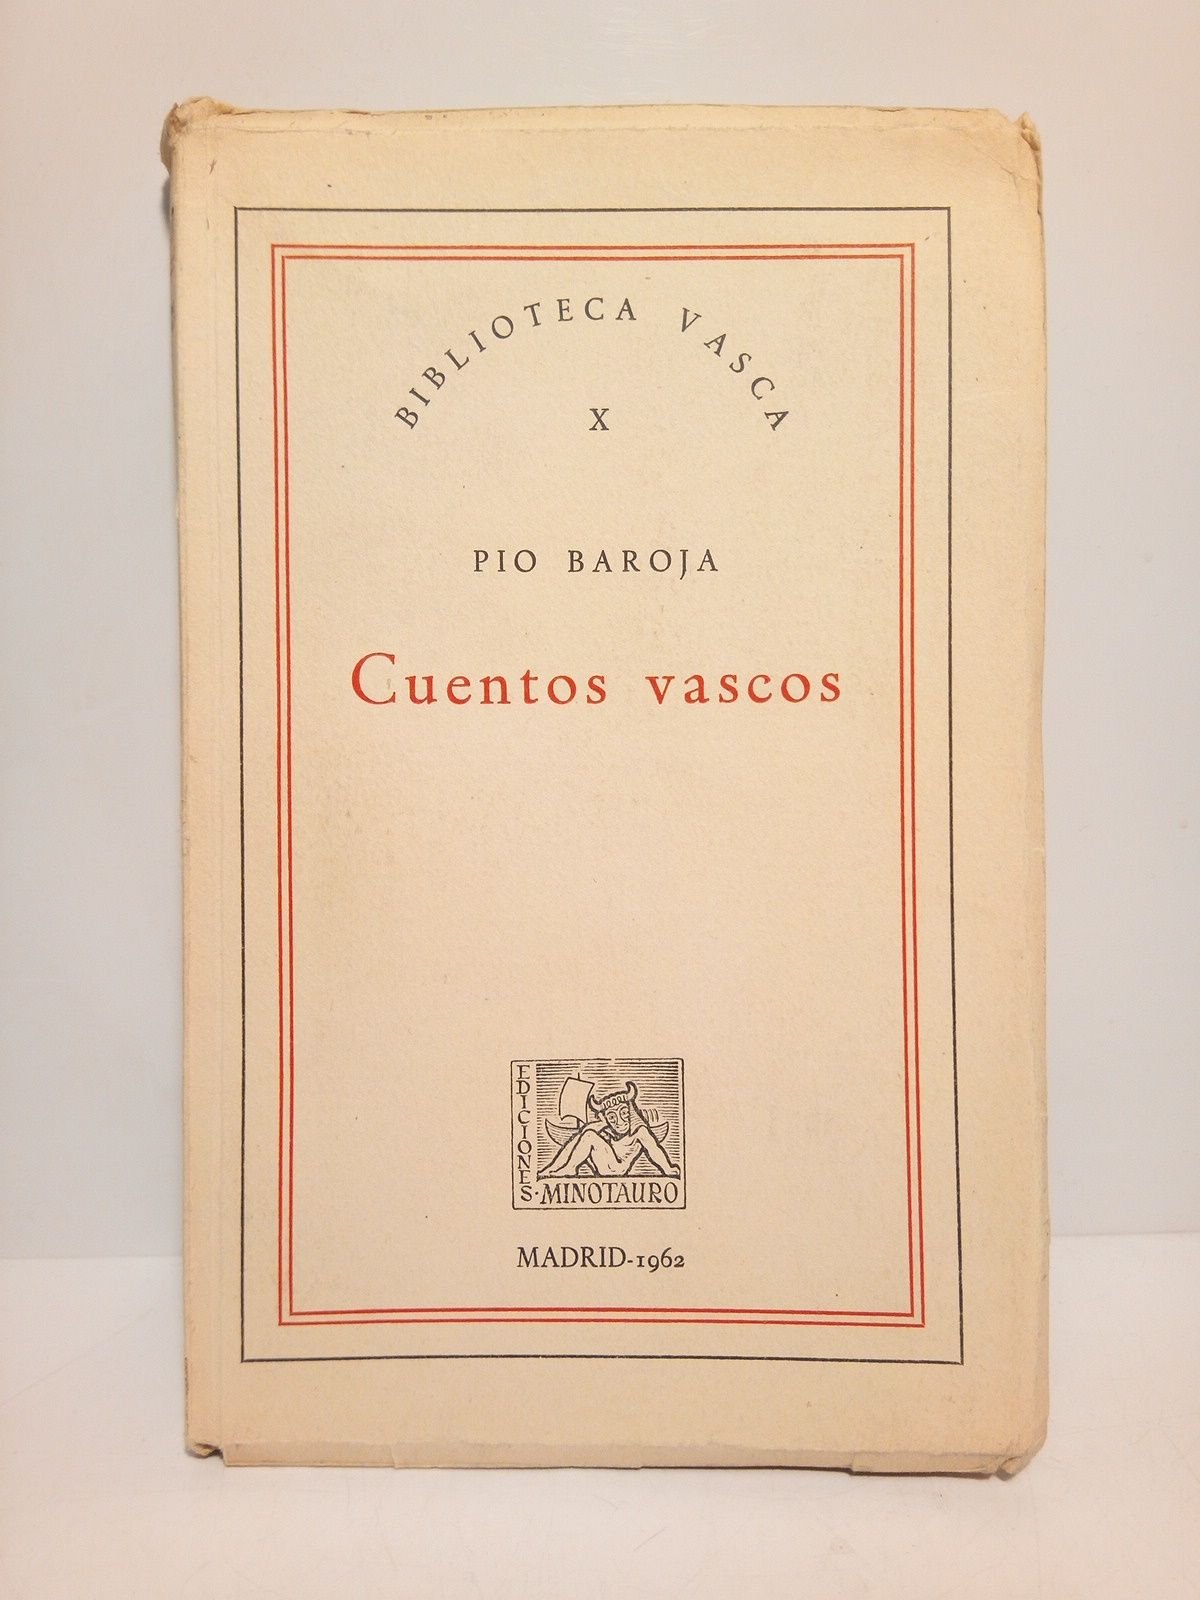 BIBLIOTECA VASCA
X
PIO BAROJA
Cuentos vascos
EDICIONES·MINOTAURO
MADRID-1962